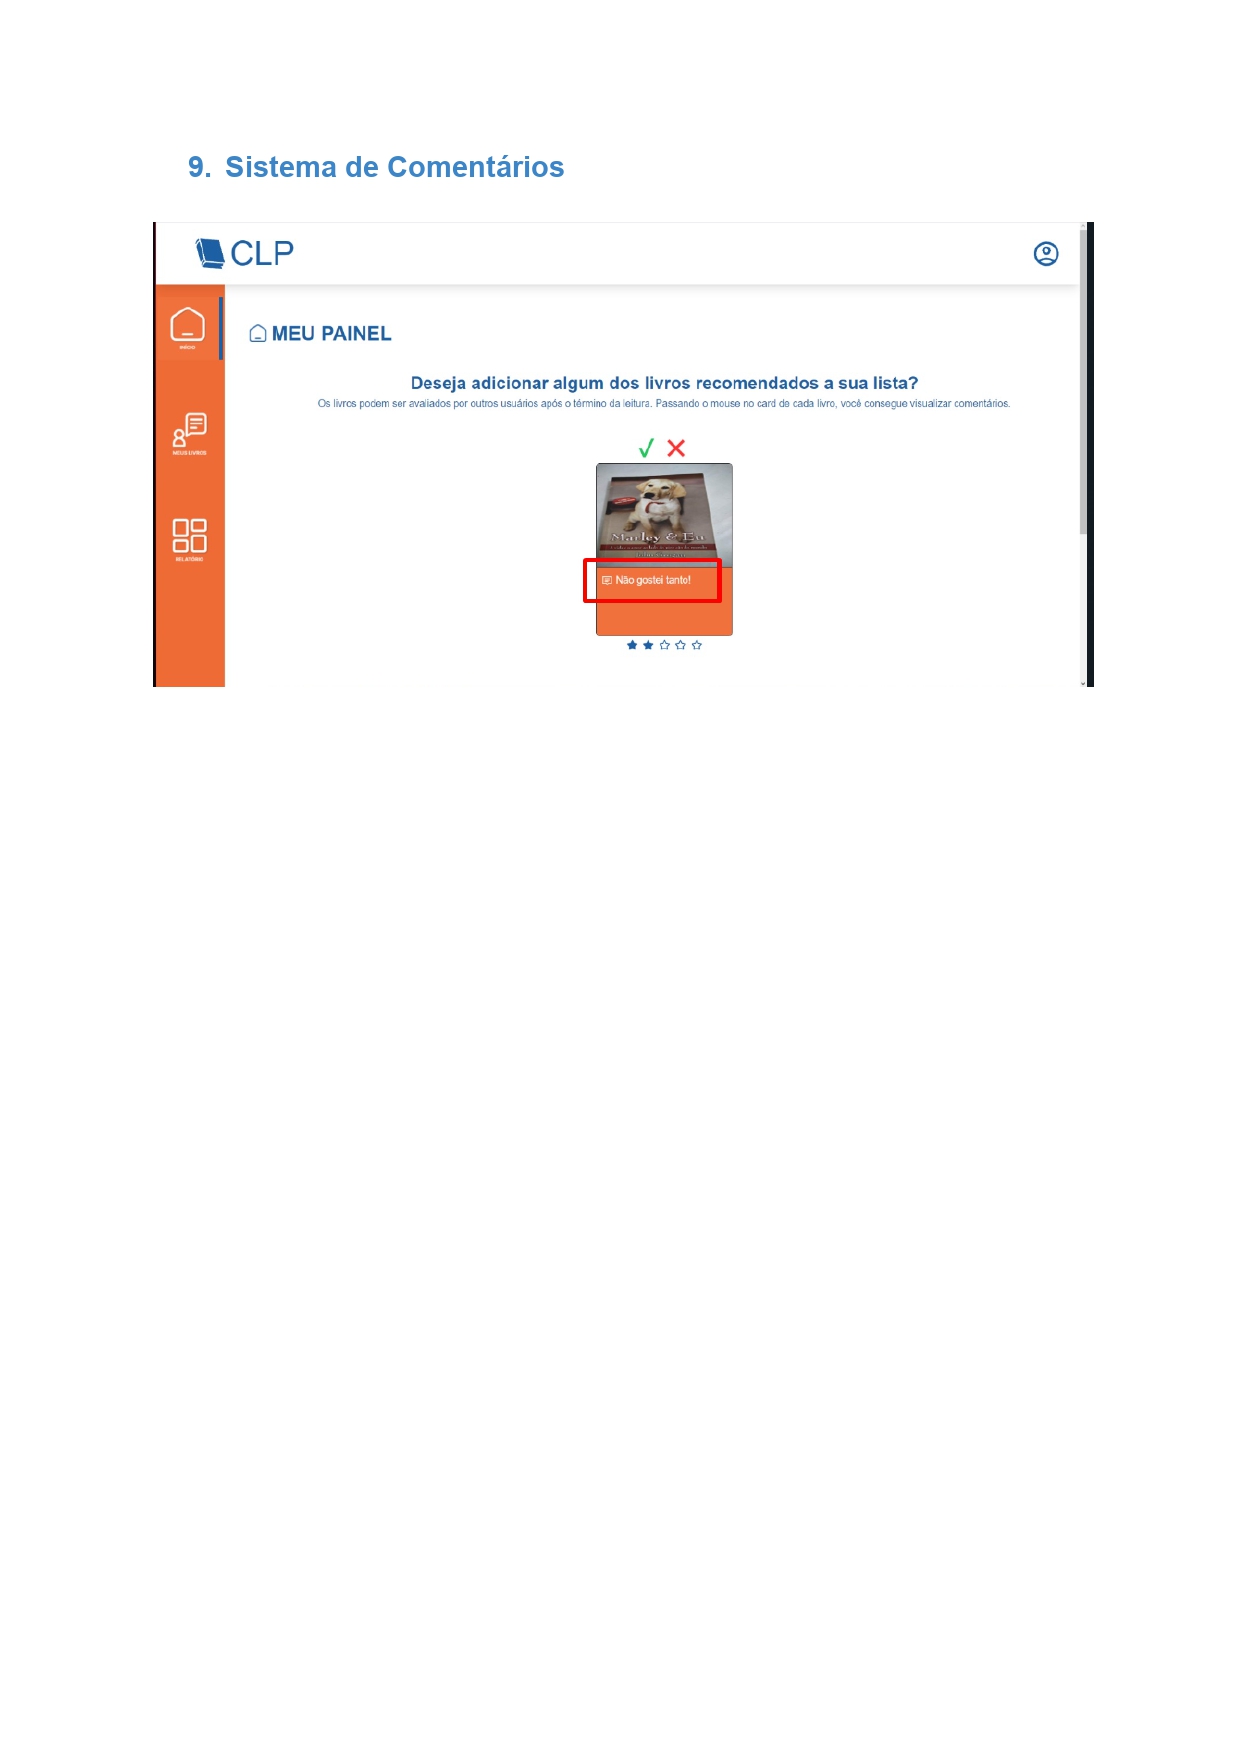 9. Sistema de Comentários
CLP
INÍCIO
MEU PAINEL
Deseja adicionar algum dos livros recomendados a sua lista?
Os livros podem ser avaliados por outros usuários após o término da leitura. Passando o mouse no card de cada livro, você consegue visualizar comentários.
MEUS LIVROS
Marley & Eu
Não gostei tanto!
RELATÓRIO